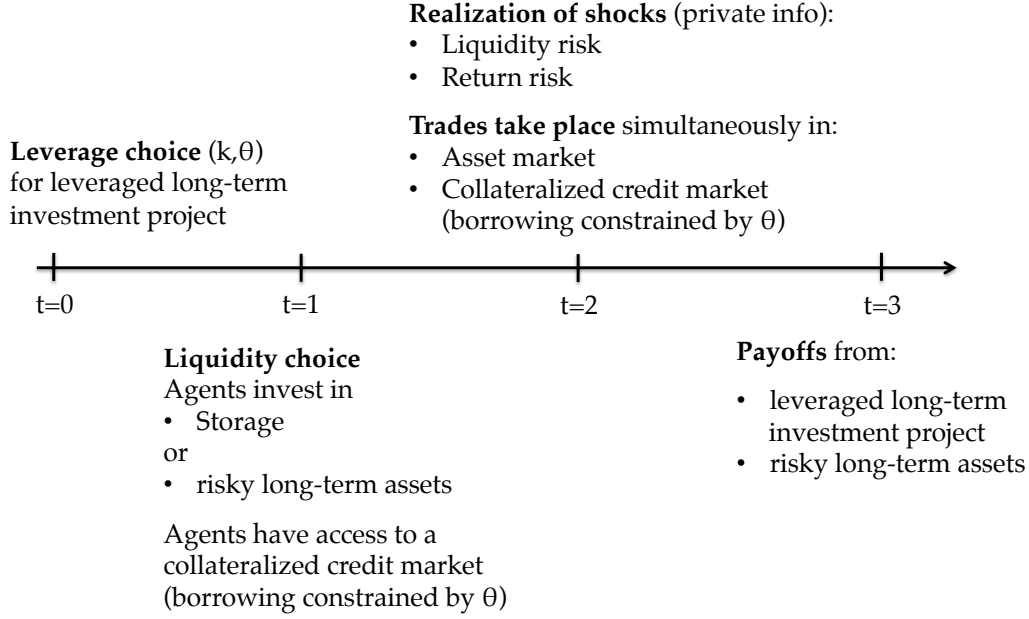 Realization of shocks (private info):
• Liquidity risk
• Return risk
Trades take place simultaneously in:
• Asset market
• Collateralized credit market
(borrowing constrained by θ)
Leverage choice (k,θ)
for leveraged long-term
investment project
t=0
t=1
t=2
t=3
Liquidity choice
Agents invest in
• Storage
or
• risky long-term assets
Agents have access to a
collateralized credit market
(borrowing constrained by θ)
Payoffs from:
• leveraged long-term
investment project
• risky long-term assets